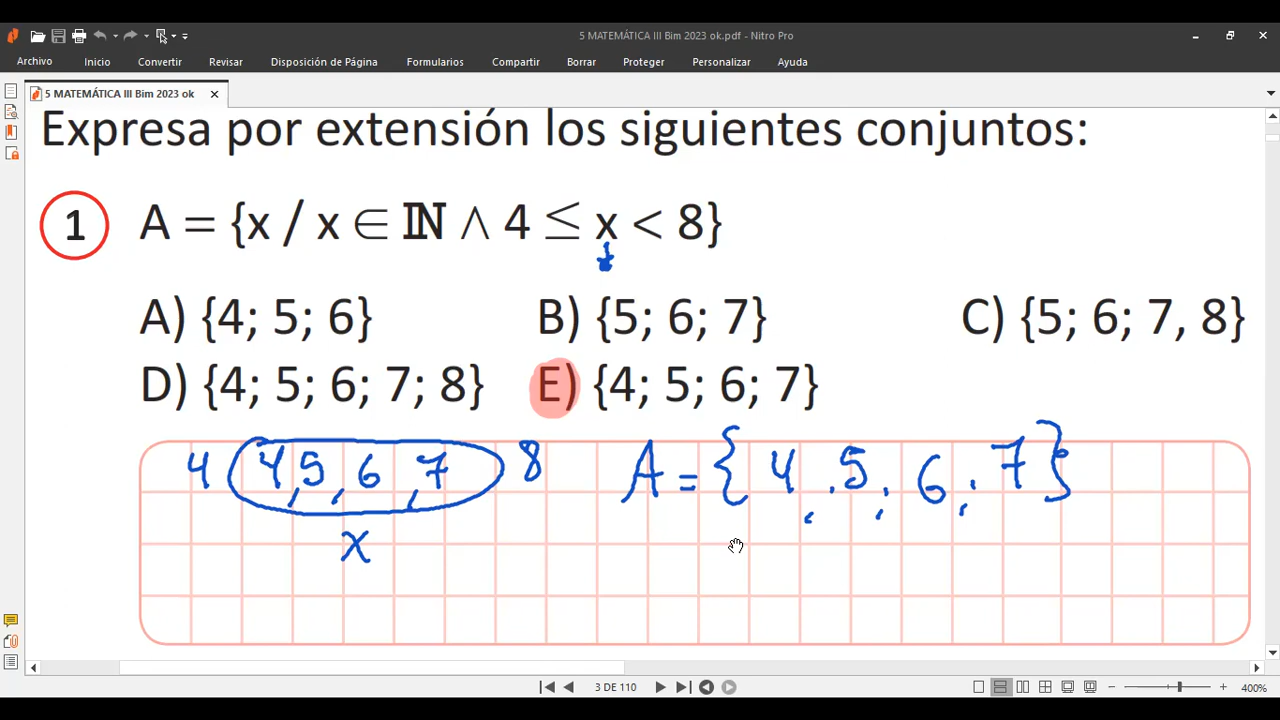 5 MATEMÁTICA III Bim 2023 ok.pdf - Nitro Pro
Archivo Inicio Convertir Revisar Disposición de Página Formularios Compartir Borrar Proteger Personalizar Ayuda
5 MATEMÁTICA III Bim 2023 ok
Expresa por extensión los siguientes conjuntos:
1 A = {x / x ∈ ℕ ∧ 4 ≤ x < 8}
A) {4; 5; 6} B) {5; 6; 7} C) {5; 6; 7, 8}
D) {4; 5; 6; 7; 8} E) {4; 5; 6; 7}
4 4, 5, 6, 7 8 A = {4; 5; 6; 7}
x
3 DE 110 400%